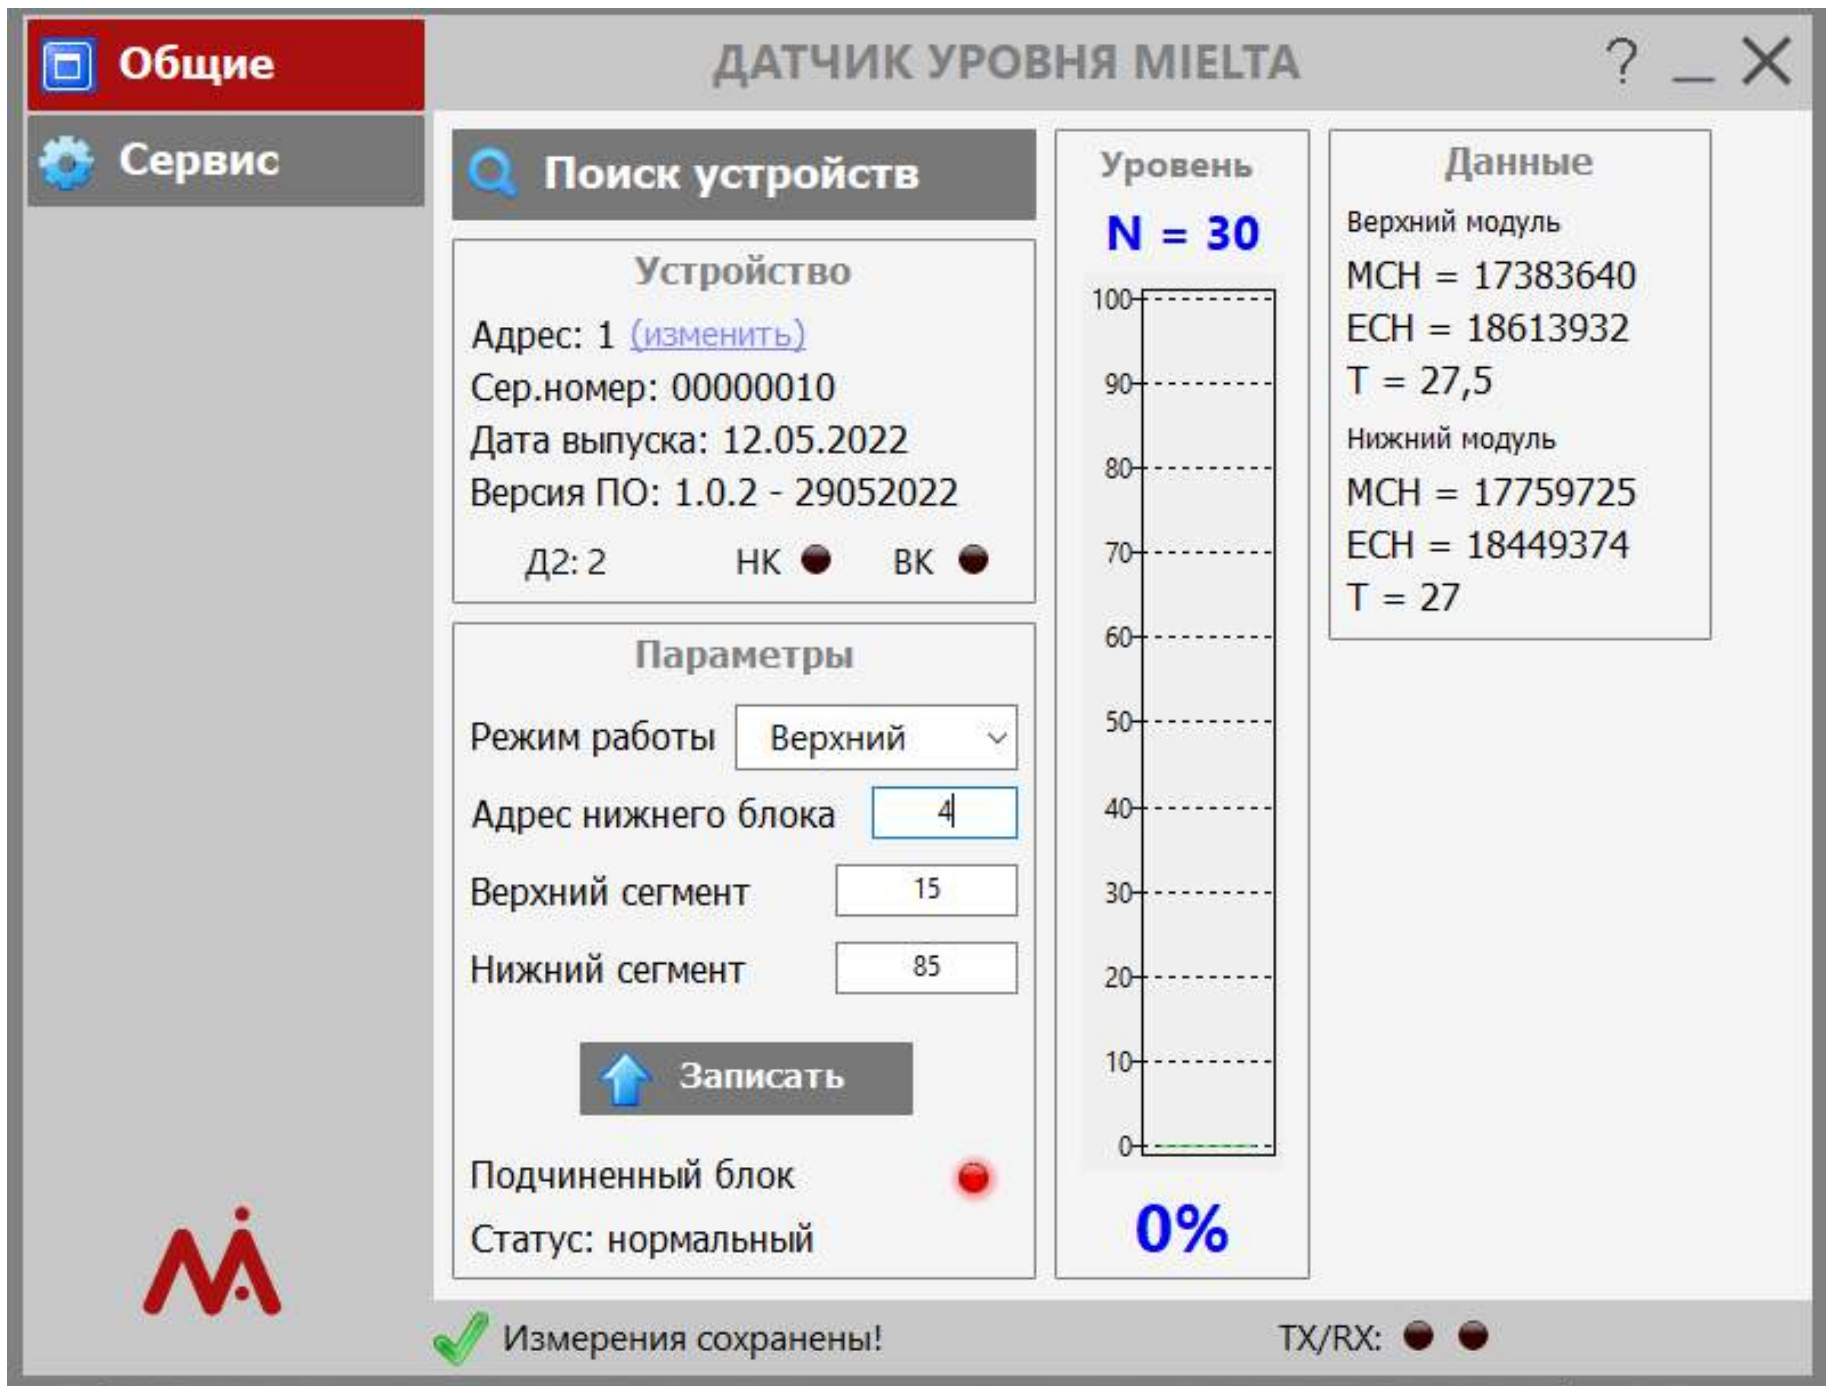 Общие
ДАТЧИК УРОВНЯ MIELTA
? _ X
Сервис
Поиск устройств
Устройство
Адрес: 1 (изменить)
Сер.номер: 00000010
Дата выпуска: 12.05.2022
Версия ПО: 1.0.2 - 29052022
Д2: 2 НК ВК
Параметры
Режим работы Верхний
Адрес нижнего блока 4
Верхний сегмент 15
Нижний сегмент 85
Записать
Подчиненный блок
Статус: нормальный
Уровень
N = 30
100
90
80
70
60
50
40
30
20
10
0
0%
Данные
Верхний модуль
MCH = 17383640
ECH = 18613932
T = 27,5
Нижний модуль
MCH = 17759725
ECH = 18449374
T = 27
Измерения сохранены!
TX/RX: